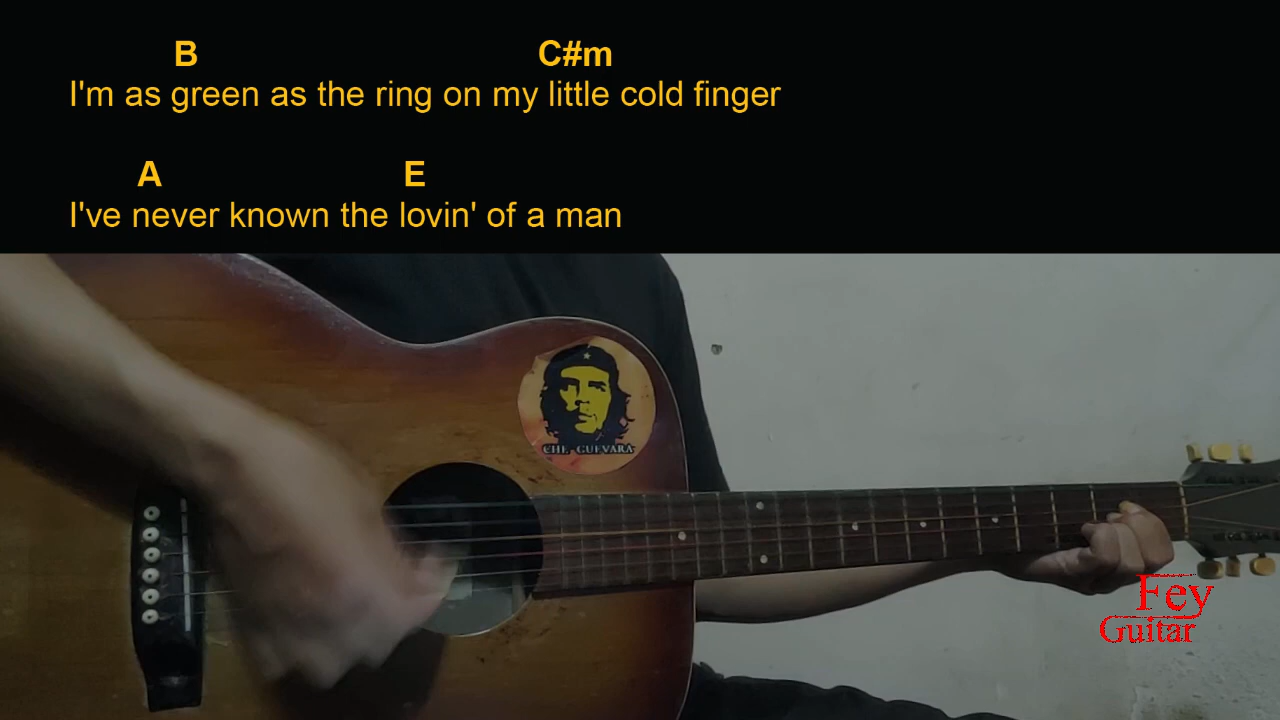 B C#m
I'm as green as the ring on my little cold finger
A E
I've never known the lovin' of a man
CHE GUEVARA
Fey
Guitar